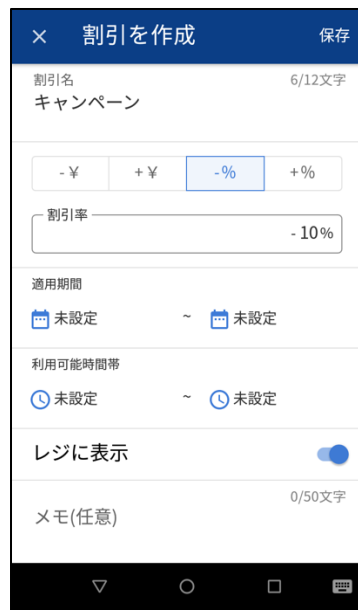 × 割引を作成 保存
割引名 6/12文字
キャンペーン
-¥ +¥ -% +%
割引率
- 10%
適用期間
未設定 ~ 未設定
利用可能時間帯
未設定 ~ 未設定
レジに表示
0/50文字
メモ(任意)